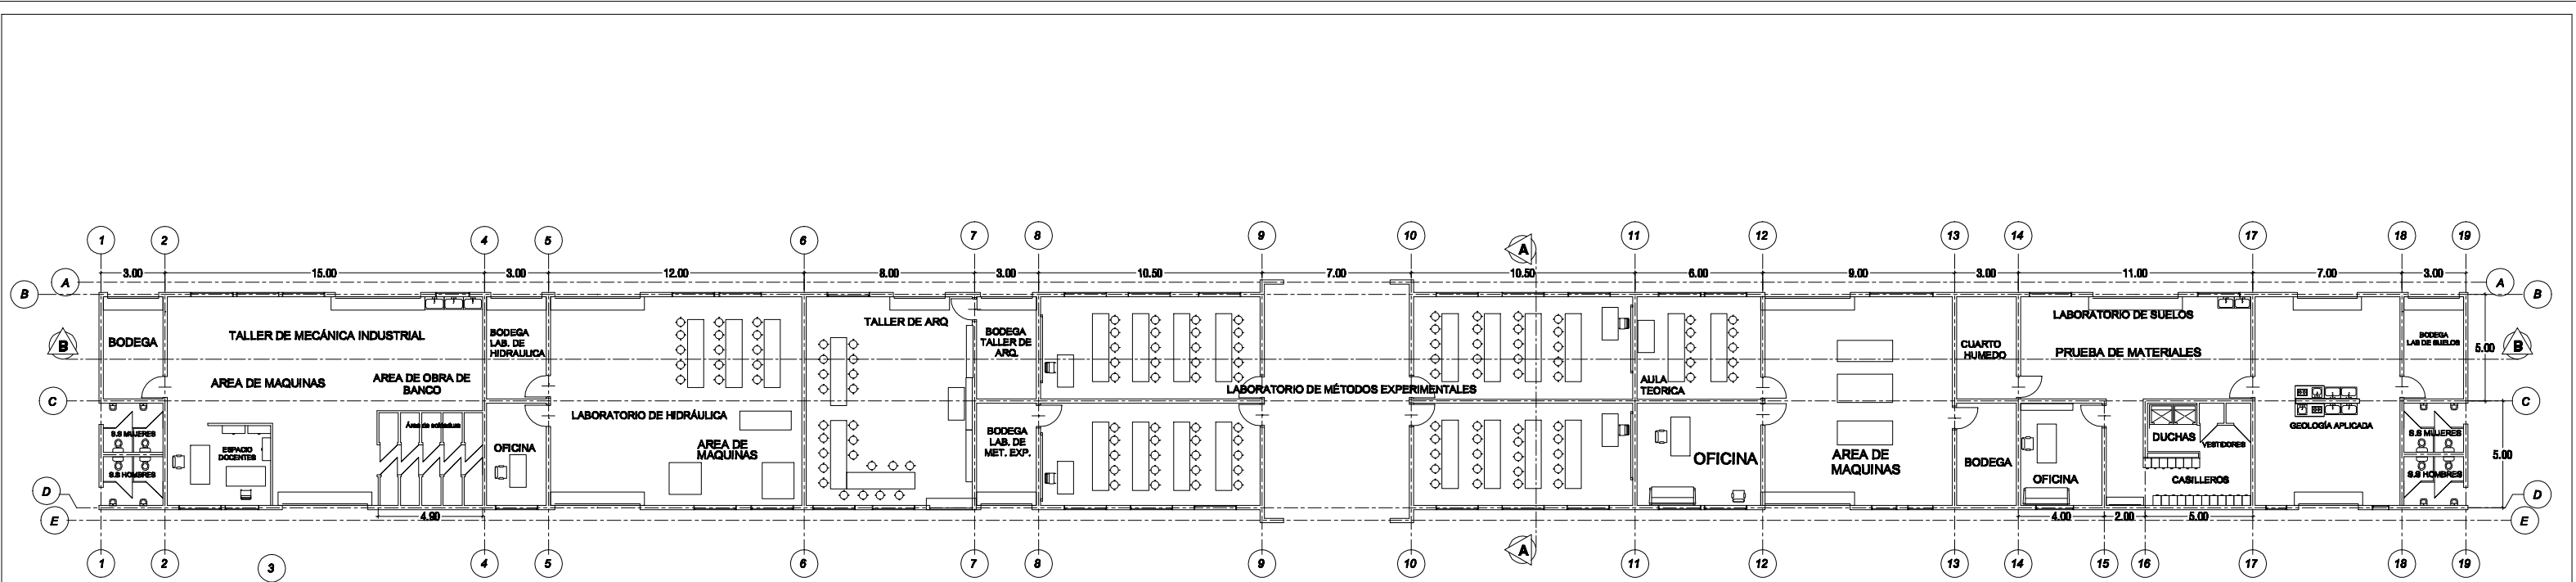 1 2 4 5 6 7 8 9 10 A 11 12 13 14 17 18 19
3.00 15.00 3.00 12.00 8.00 3.00 10.50 7.00 10.50 6.00 9.00 3.00 11.00 7.00 3.00
A A
B B
TALLER DE MECÁNICA INDUSTRIAL
BODEGA
AREA DE MAQUINAS
AREA DE OBRA DE
BANCO
Área de soldadura
S.S MUJERES
S.S HOMBRES
ESPACIO
DOCENTES
4.90
BODEGA
LAB. DE
HIDRAULICA
OFICINA
LABORATORIO DE HIDRÁULICA
AREA DE
MAQUINAS
TALLER DE ARQ
BODEGA
TALLER DE
ARQ.
BODEGA
LAB. DE
MET. EXP.
LABORATORIO DE MÉTODOS EXPERIMENTALES
AULA
TEORICA
OFICINA
AREA DE
MAQUINAS
CUARTO
HUMEDO
BODEGA
LABORATORIO DE SUELOS
PRUEBA DE MATERIALES
OFICINA
DUCHAS
VESTIDORES
CASILLEROS
4.00 2.00 5.00
GEOLOGÍA APLICADA
BODEGA
LAB DE SUELOS
S.S MUJERES
S.S HOMBRES
5.00
5.00
B B
C C
D D
E E
A
1 2 3 4 5 6 7 8 9 10 11 12 13 14 15 16 17 18 19